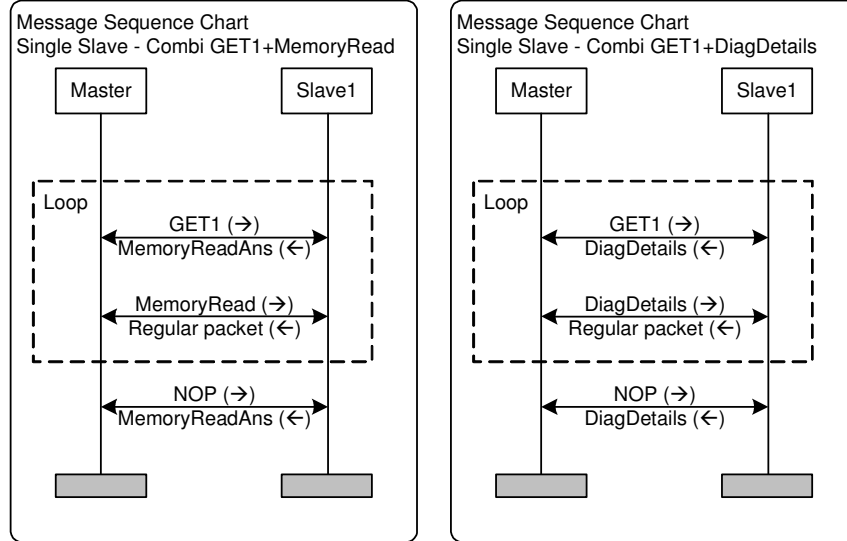 Message Sequence Chart
Single Slave - Combi GET1+MemoryRead
Master
Slave1
Loop
GET1 (→)
MemoryReadAns (←)
MemoryRead (→)
Regular packet (←)
NOP (→)
MemoryReadAns (←)
Message Sequence Chart
Single Slave - Combi GET1+DiagDetails
Master
Slave1
Loop
GET1 (→)
DiagDetails (←)
DiagDetails (→)
Regular packet (←)
NOP (→)
DiagDetails (←)